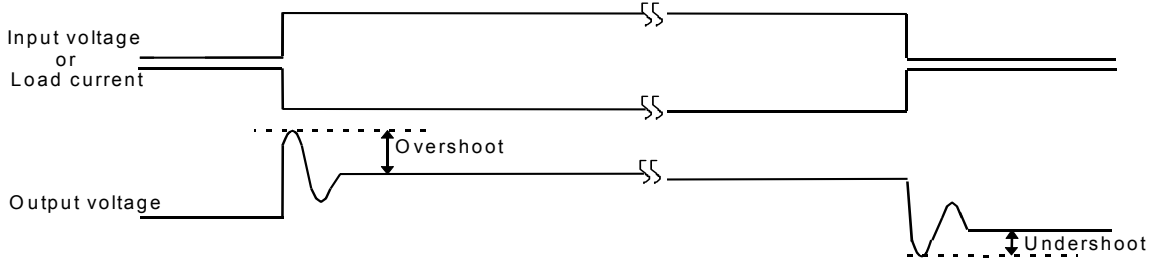 Input voltage
or
Load current
Overshoot
Output voltage
Undershoot